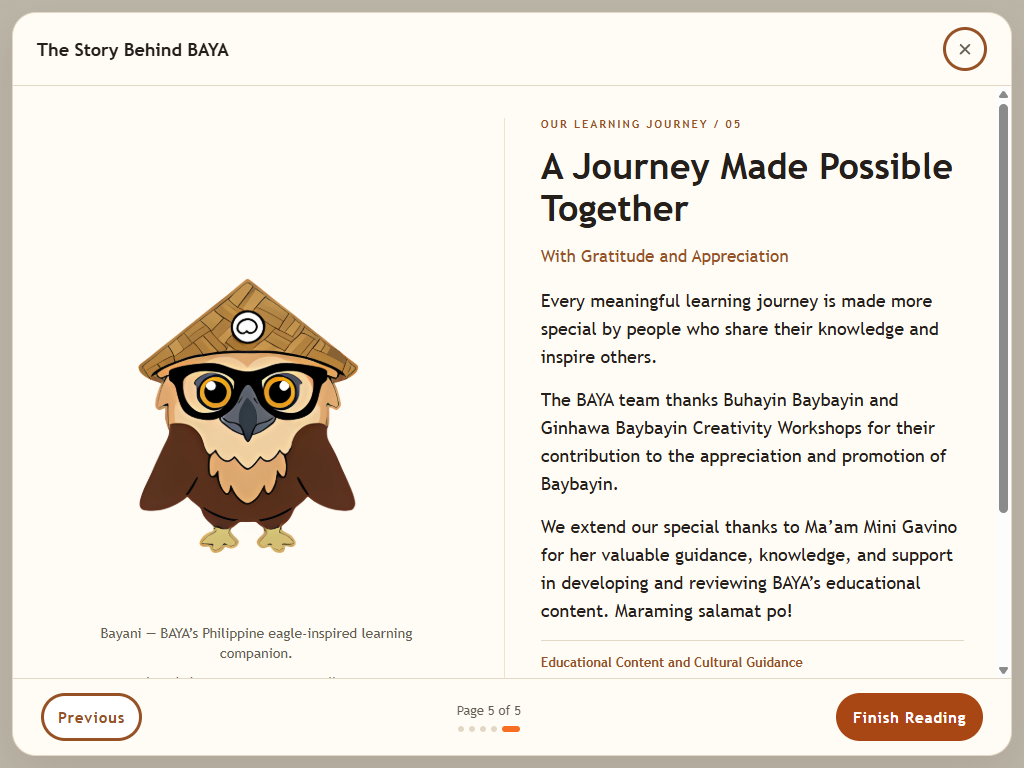 The Story Behind BAYA
OUR LEARNING JOURNEY / 05
A Journey Made Possible
Together
With Gratitude and Appreciation
Every meaningful learning journey is made more
special by people who share their knowledge and
inspire others.
The BAYA team thanks Buhayin Baybayin and
Ginhawa Baybayin Creativity Workshops for their
contribution to the appreciation and promotion of
Baybayin.
We extend our special thanks to Ma’am Mini Gavino
for her valuable guidance, knowledge, and support
in developing and reviewing BAYA’s educational
content. Maraming salamat po!
Educational Content and Cultural Guidance
Bayani — BAYA’s Philippine eagle-inspired learning
companion.
Previous
Page 5 of 5
Finish Reading